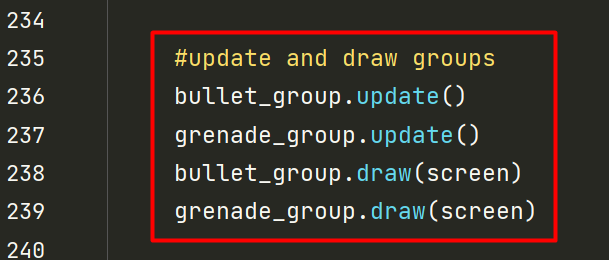 234
235 #update and draw groups
236 bullet_group.update()
237 grenade_group.update()
238 bullet_group.draw(screen)
239 grenade_group.draw(screen)
240